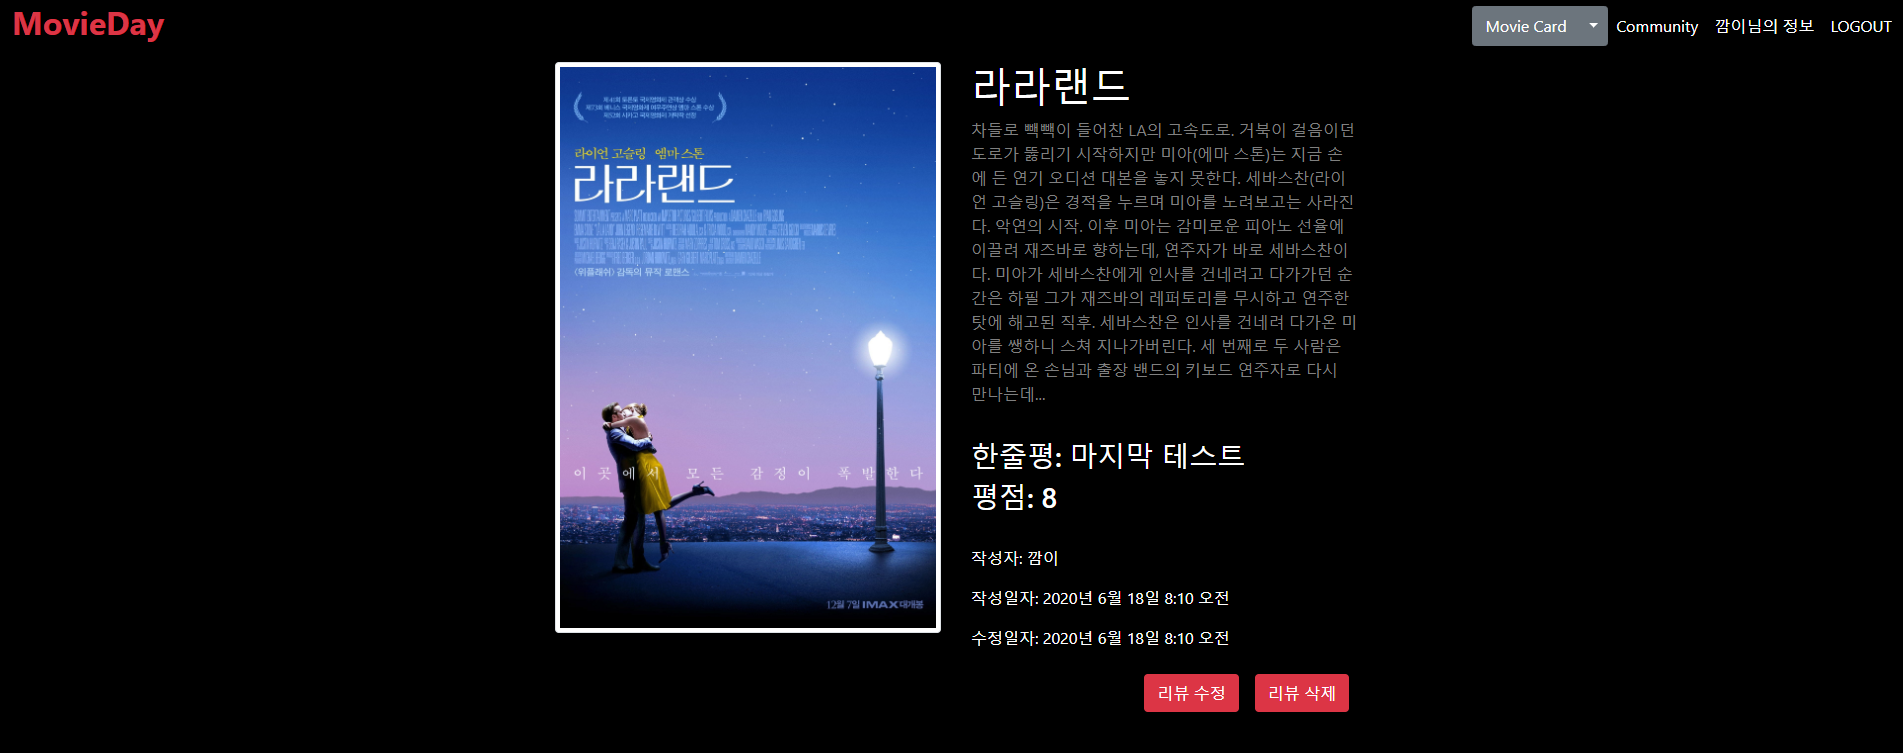 MovieDay
Movie Card
Community
깜이님의 정보
LOGOUT
라이언 고슬링 엠마 스톤
라라랜드
<위플래쉬> 감독의 뮤직 로맨스
이 곳에서 모든 감정이 폭발한다
12월 7일 IMAX 대개봉
라라랜드
차들로 빽빽이 들어찬 LA의 고속도로. 거북이 걸음이던
도로가 뚫리기 시작하지만 미아(에마 스톤)는 지금 손
에 든 연기 오디션 대본을 놓지 못한다. 세바스찬(라이
언 고슬링)은 경적을 누르며 미아를 노려보고는 사라진
다. 악연의 시작. 이후 미아는 감미로운 피아노 선율에
이끌려 재즈바로 향하는데, 연주자가 바로 세바스찬이
다. 미아가 세바스찬에게 인사를 건네려고 다가가던 순
간은 하필 그가 재즈바의 레퍼토리를 무시하고 연주한
탓에 해고된 직후. 세바스찬은 인사를 건네려 다가온 미
아를 쌩하니 스쳐 지나가버린다. 세 번째로 두 사람은
파티에 온 손님과 출장 밴드의 키보드 연주자로 다시
만나는데...
한줄평: 마지막 테스트
평점: 8
작성자: 깜이
작성일자: 2020년 6월 18일 8:10 오전
수정일자: 2020년 6월 18일 8:10 오전
리뷰 수정
리뷰 삭제